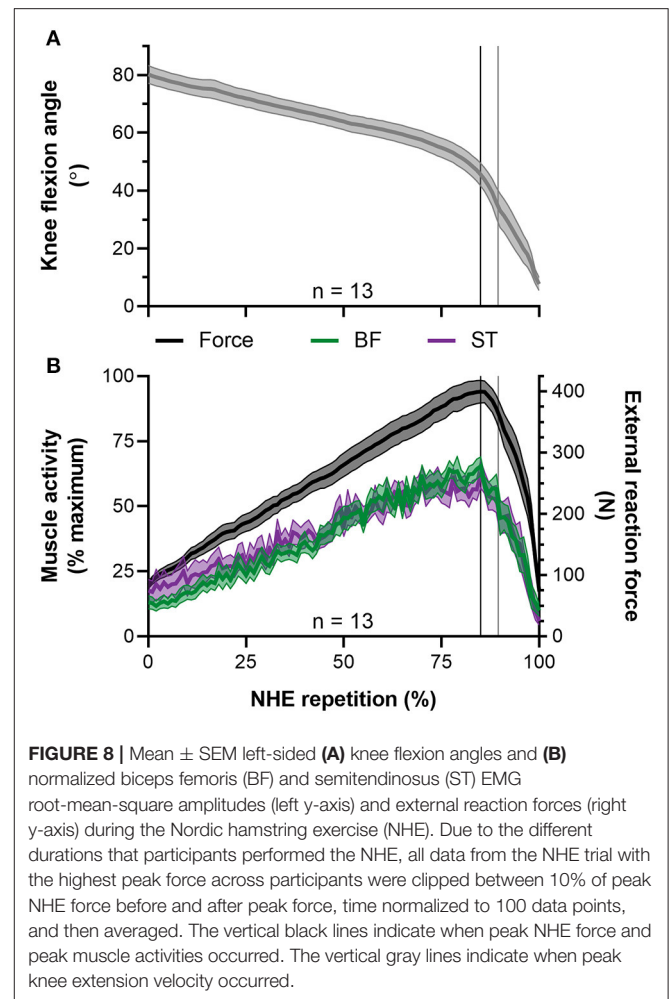 A
Knee flexion angle
(°)
80
60
40
20
0
n = 13
Force BF ST
B
Muscle activity
(% maximum)
100
75
50
25
0
n = 13
400
300
200
100
0
External reaction force
(N)
0 25 50 75 100
NHE repetition (%)
FIGURE 8 | Mean ± SEM left-sided (A) knee flexion angles and (B)
normalized biceps femoris (BF) and semitendinosus (ST) EMG
root-mean-square amplitudes (left y-axis) and external reaction forces (right
y-axis) during the Nordic hamstring exercise (NHE). Due to the different
durations that participants performed the NHE, all data from the NHE trial with
the highest peak force across participants were clipped between 10% of peak
NHE force before and after peak force, time normalized to 100 data points,
and then averaged. The vertical black lines indicate when peak NHE force and
peak muscle activities occurred. The vertical gray lines indicate when peak
knee extension velocity occurred.